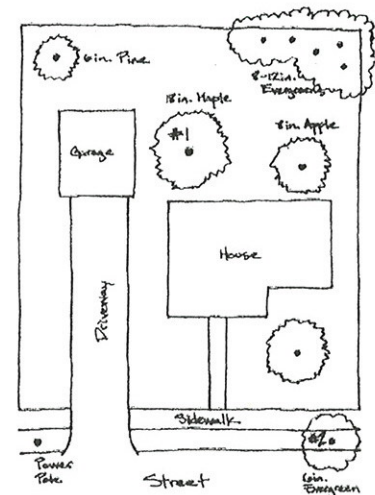 6in. Pine
8-12in.
Evergreens
18in. Maple
#1
8in. Apple
Garage
House
Driveway
Sidewalk
#2
Power
Pole
Street
6in.
Evergreen